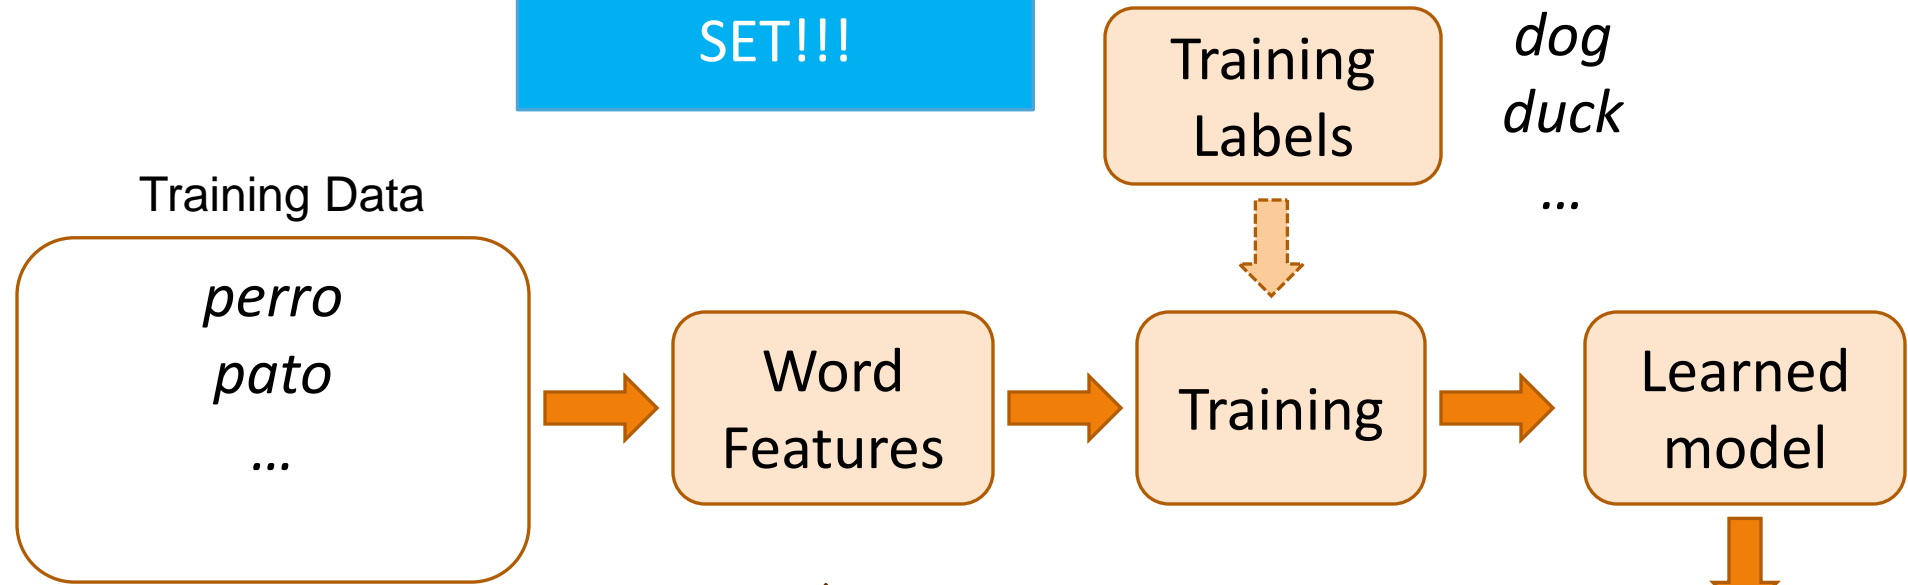 SET!!!
Training
Labels
dog
duck
...
Training Data
perro
pato
...
Word
Features
Training
Learned
model